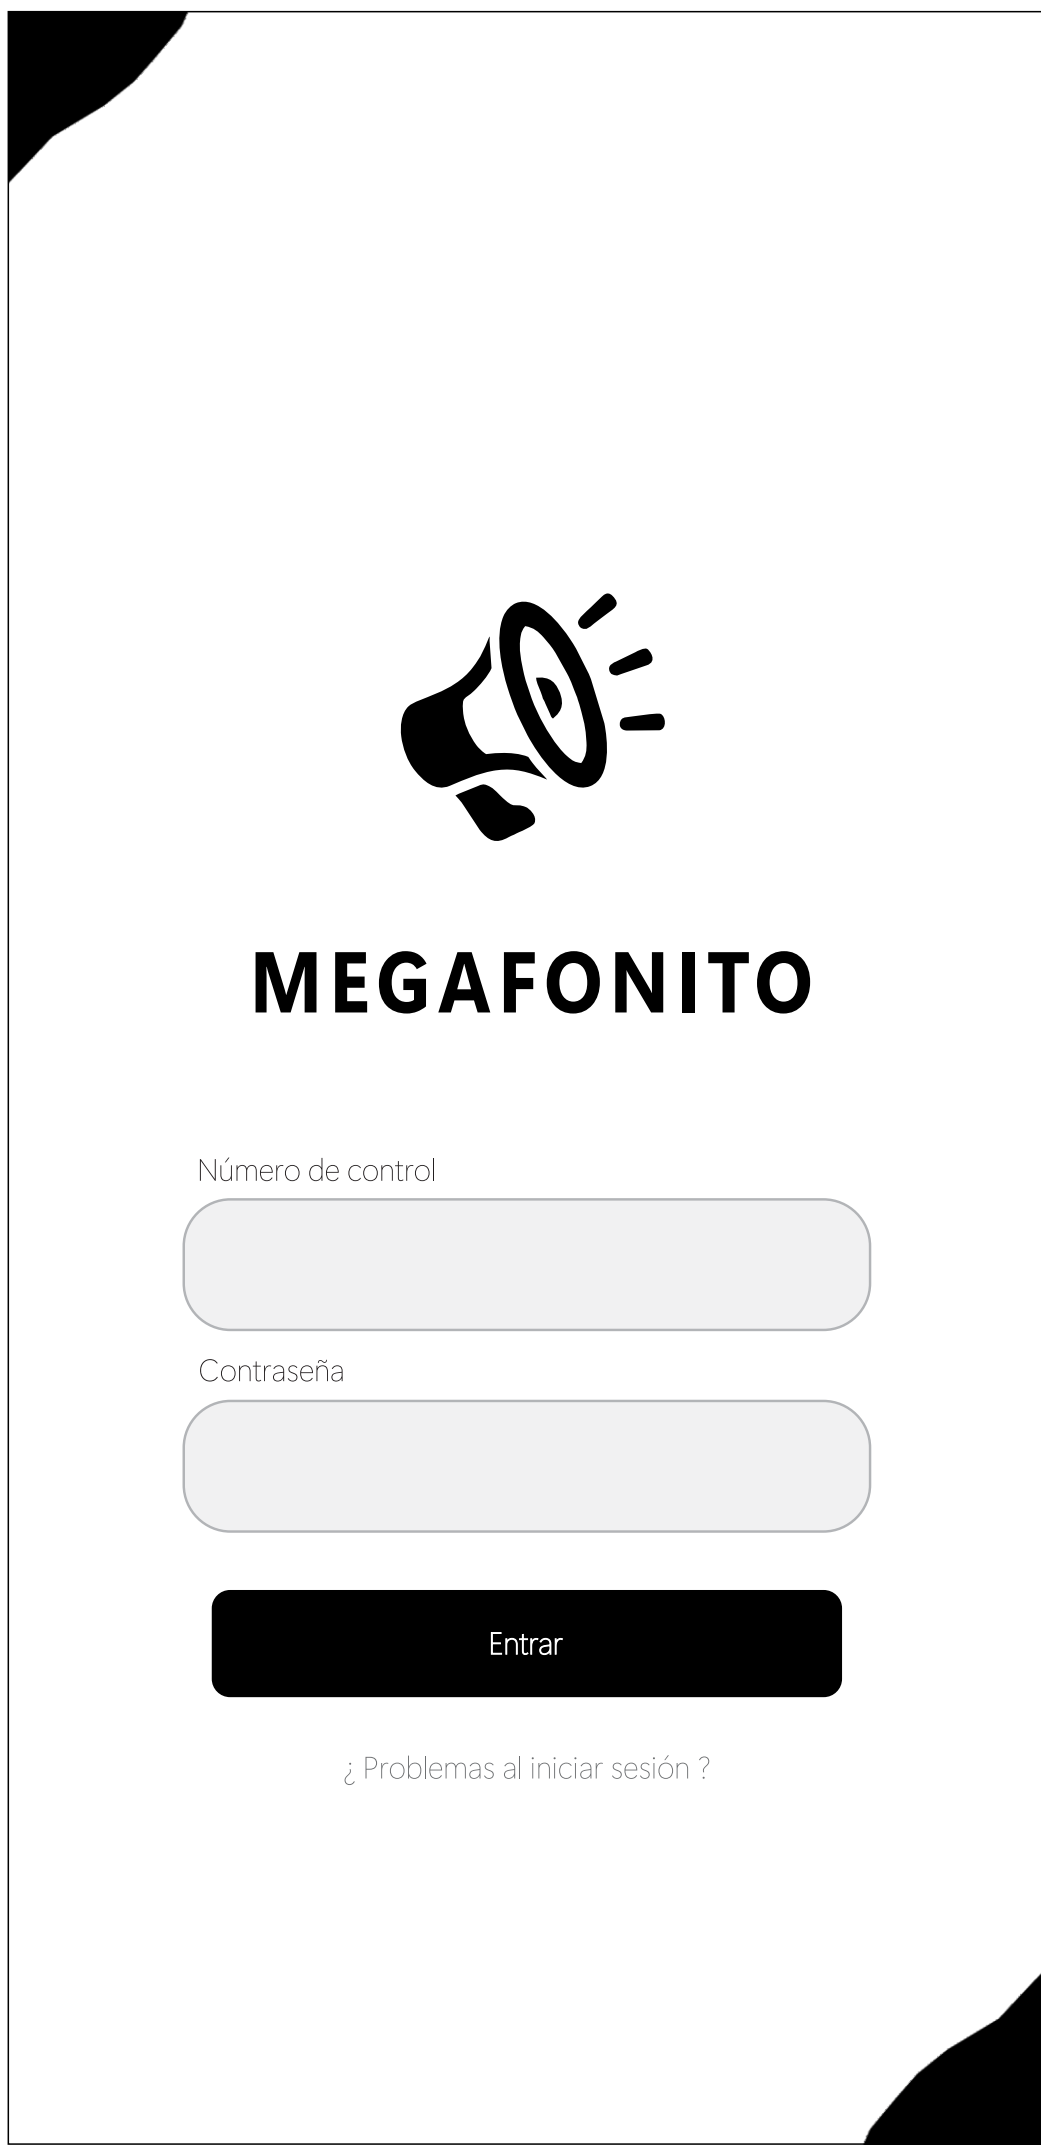 MEGAFONITO
Número de control
Contraseña
Entrar
¿ Problemas al iniciar sesión ?